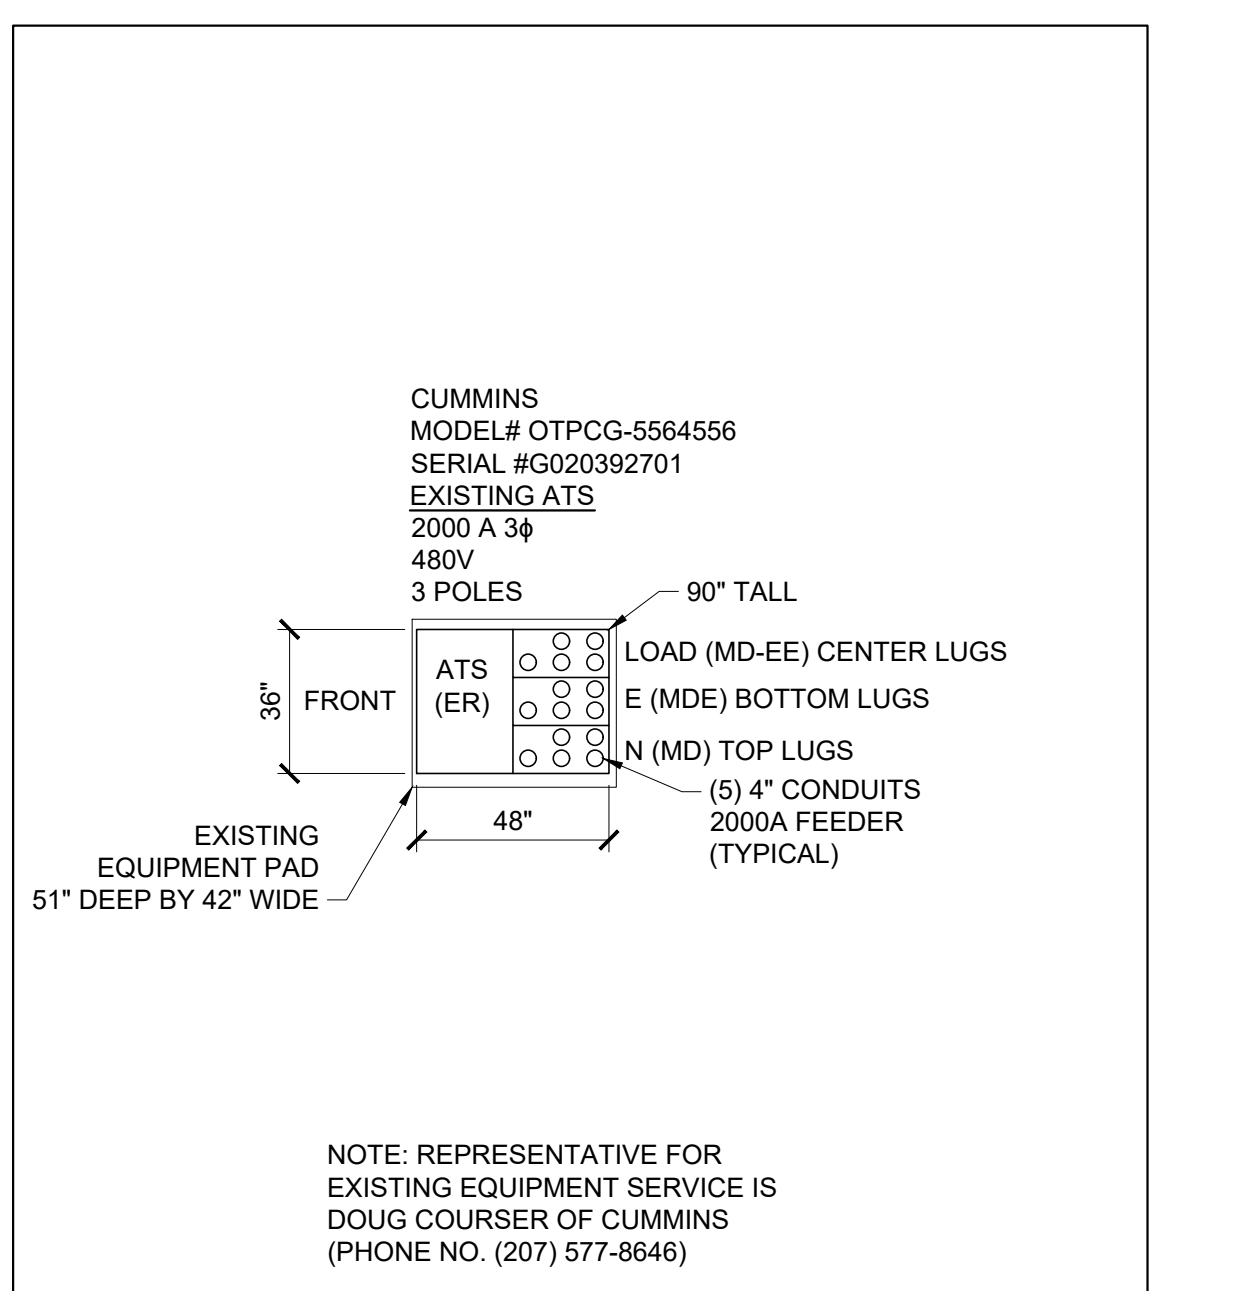 CUMMINS
MODEL# OTPCG-5564556
SERIAL #G020392701
EXISTING ATS
2000 A 3ϕ
480V
3 POLES
90" TALL
LOAD (MD-EE) CENTER LUGS
ATS
(ER)
36"
FRONT
E (MDE) BOTTOM LUGS
N (MD) TOP LUGS
(5) 4" CONDUITS
2000A FEEDER
(TYPICAL)
48"
EXISTING
EQUIPMENT PAD
51" DEEP BY 42" WIDE
NOTE: REPRESENTATIVE FOR
EXISTING EQUIPMENT SERVICE IS
DOUG COURSER OF CUMMINS
(PHONE NO. (207) 577-8646)